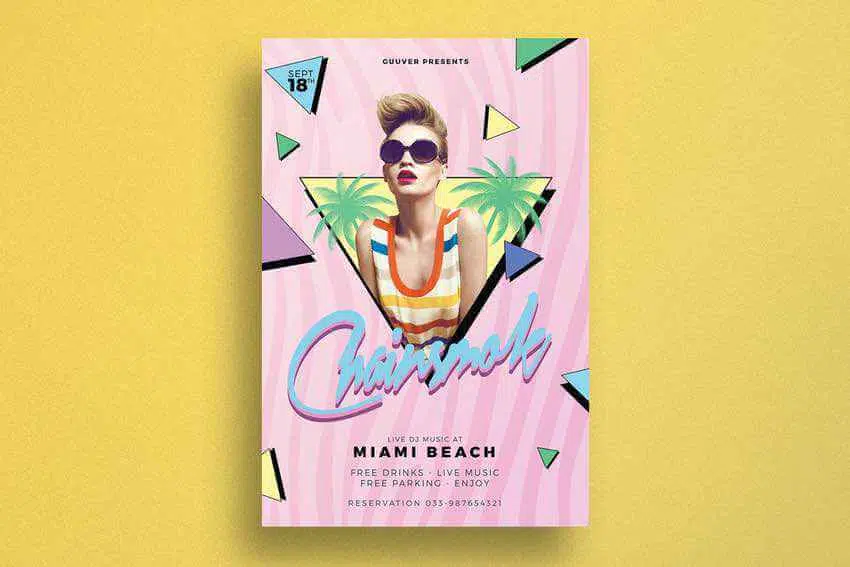 GUUVER PRESENTS
SEPT
18TH
Chainsmok
LIVE DJ MUSIC AT
MIAMI BEACH
FREE DRINKS - LIVE MUSIC
FREE PARKING - ENJOY
RESERVATION 033-987654321